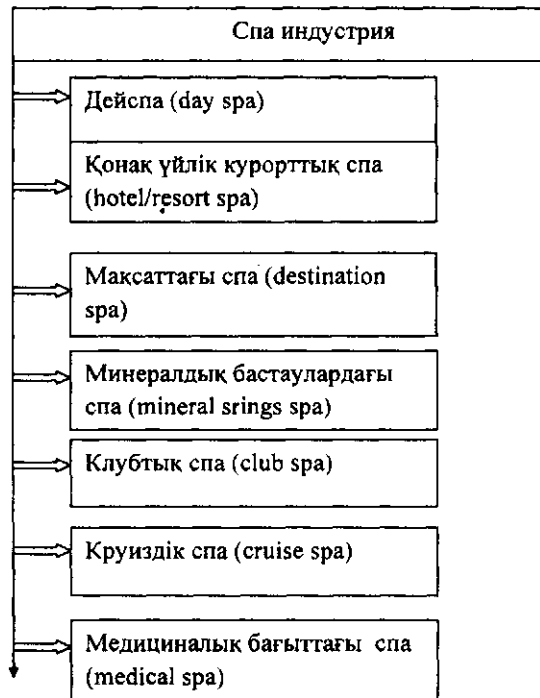 Спа индустрия
Дейспа (day spa)
Қонақ үйлік курорттық спа
(hotel/resort spa)
Мақсаттағы спа (destination
spa)
Минералдық бастаулардағы
спа (mineral srings spa)
Клубтық спа (club spa)
Круиздік спа (cruise spa)
Медициналық бағыттағы спа
(medical spa)